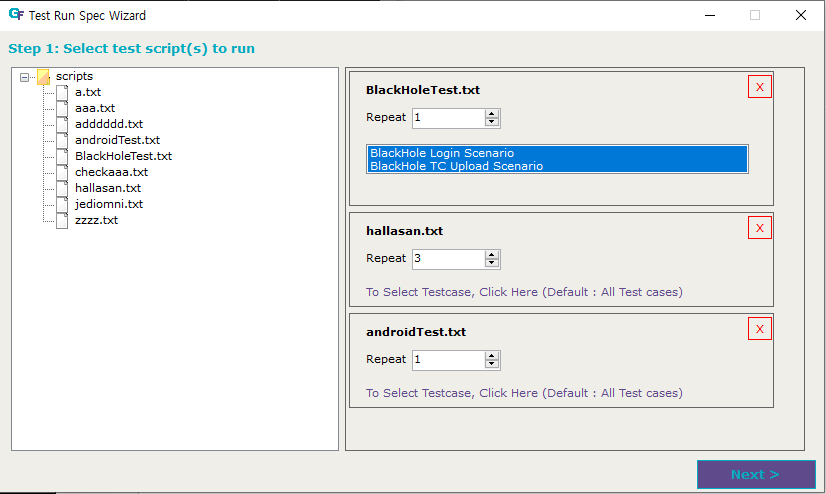 GF Test Run Spec Wizard
Step 1: Select test script(s) to run
scripts
a.txt
aaa.txt
adddddd.txt
androidTest.txt
BlackHoleTest.txt
checkaaa.txt
hallasan.txt
jediomni.txt
zzzz.txt
BlackHoleTest.txt
X
Repeat 1
BlackHole Login Scenario
BlackHole TC Upload Scenario
hallasan.txt
X
Repeat 3
To Select Testcase, Click Here (Default : All Test cases)
androidTest.txt
X
Repeat 1
To Select Testcase, Click Here (Default : All Test cases)
Next >